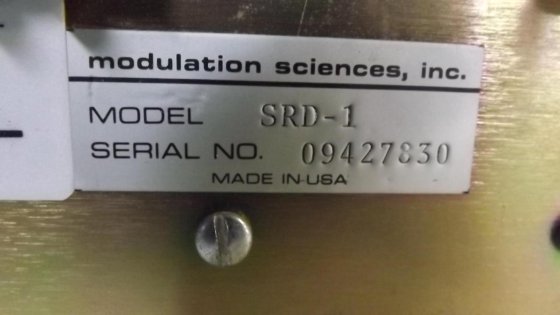 modulation sciences, inc.
MODEL SRD-1
SERIAL NO. 09427830
MADE IN USA